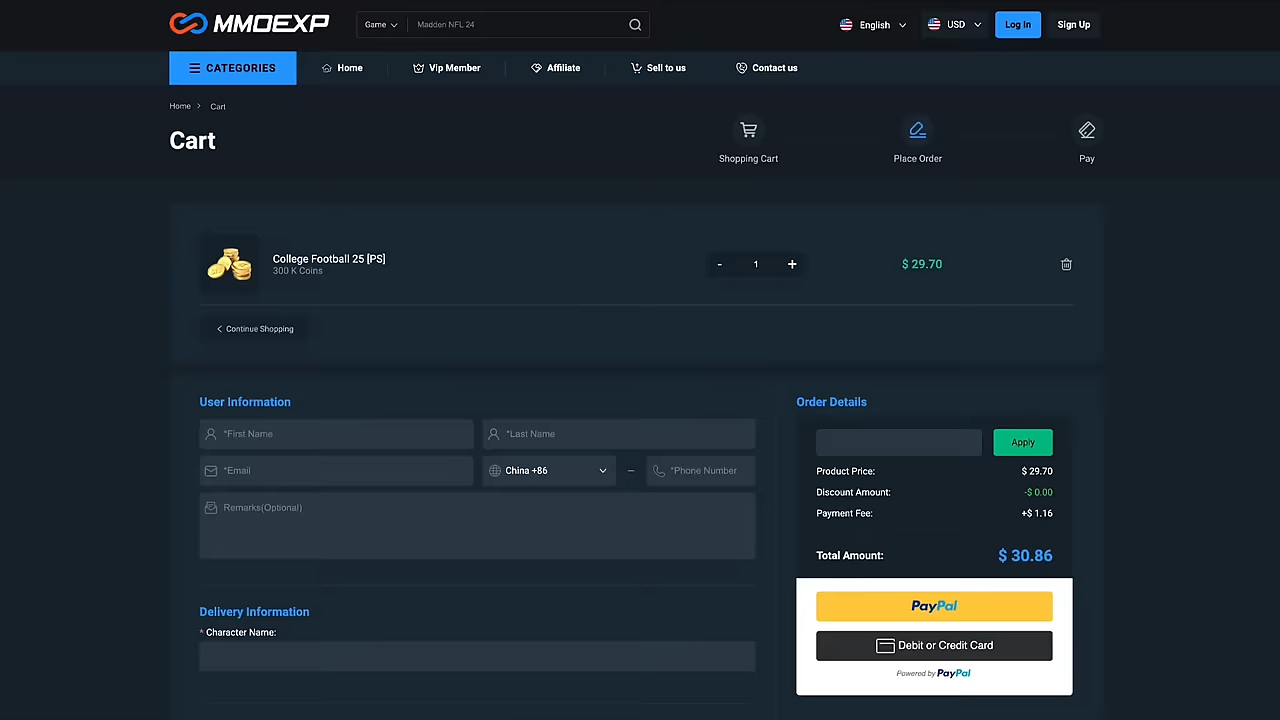 MMOEXP
Game
Madden NFL 24
English
USD
Log In
Sign Up
CATEGORIES
Home
Vip Member
Affiliate
Sell to us
Contact us
Home > Cart
Cart
Shopping Cart
Place Order
Pay
College Football 25 [PS]
300 K Coins
- 1 +
$ 29.70
Continue Shopping
User Information
*First Name
*Last Name
*Email
China +86
–
*Phone Number
Remarks(Optional)
Delivery Information
* Character Name:
Order Details
Apply
Product Price: $ 29.70
Discount Amount: -$ 0.00
Payment Fee: +$ 1.16
Total Amount: $ 30.86
PayPal
Debit or Credit Card
Powered by PayPal